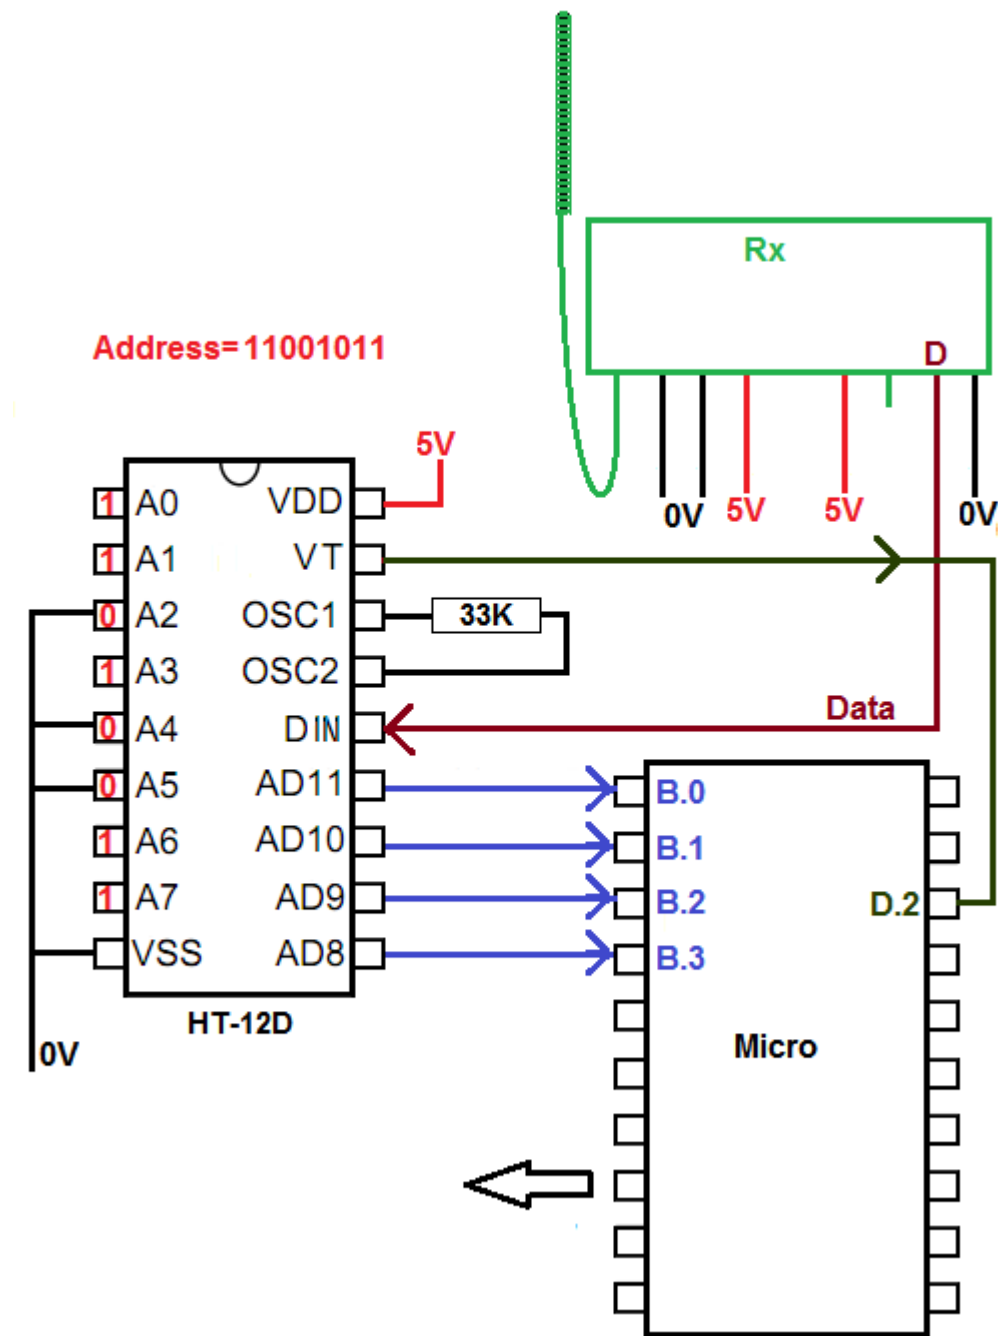 Rx
D
Address= 11001011
5V
0V 5V 5V 0V
1 A0 VDD
1 A1 VT
0 A2 OSC1 33K
1 A3 OSC2
0 A4 DIN Data
0 A5 AD11 B.0
1 A6 AD10 B.1
1 A7 AD9 B.2 D.2
VSS AD8 B.3
HT-12D
0V Micro